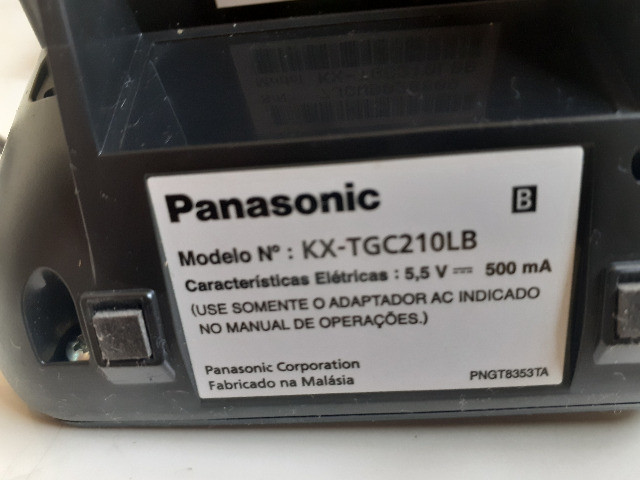 Panasonic B
Modelo Nº : KX-TGC210LB
Características Elétricas : 5,5 V ⎓ 500 mA
(USE SOMENTE O ADAPTADOR AC INDICADO
NO MANUAL DE OPERAÇÕES.)
Panasonic Corporation
Fabricado na Malásia PNGT8353TA